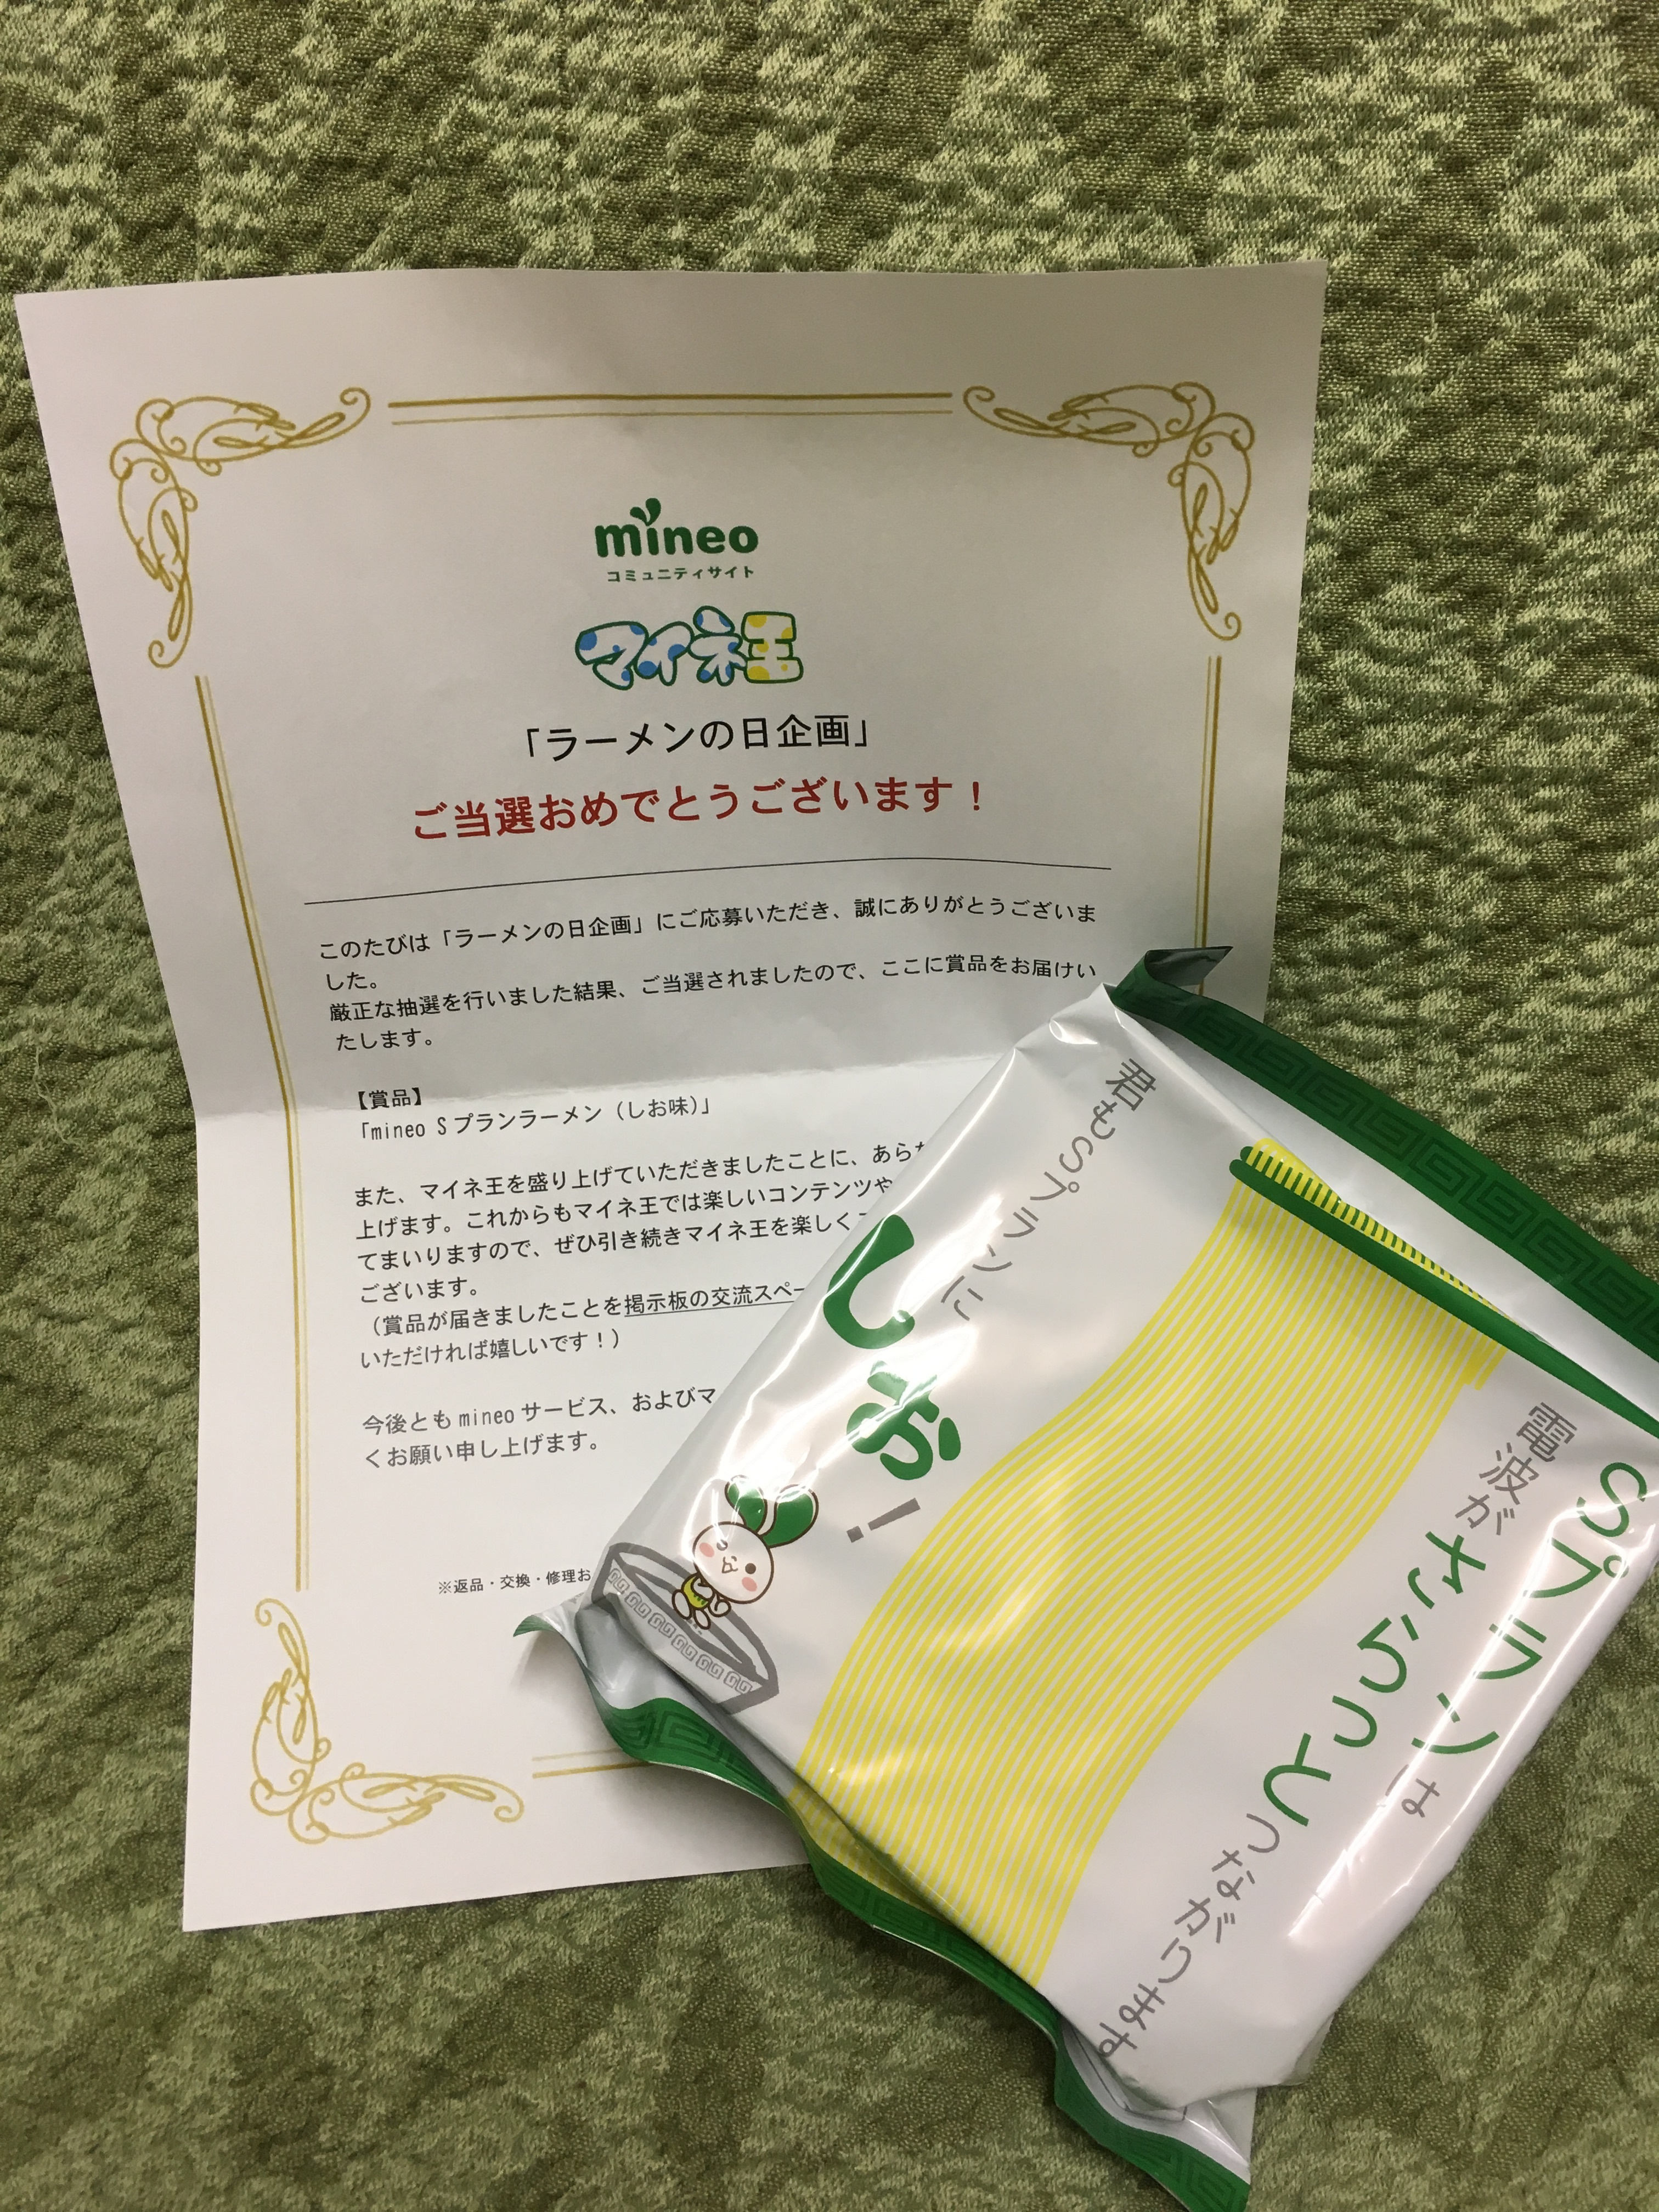 mineo
コミュニティサイト
マイネ王
「ラーメンの日企画」
ご当選おめでとうございます！
このたびは「ラーメンの日企画」にご応募いただき、誠にありがとうございま
した。
厳正な抽選を行いました結果、ご当選されましたので、ここに賞品をお届けい
たします。
【賞品】
「mineo Sプランラーメン（しお味）」
また、マイネ王を盛り上げていただきましたことに、あらた
上げます。これからもマイネ王では楽しいコンテンツや
てまいりますので、ぜひ引き続きマイネ王を楽しくご
ございます。
（賞品が届きましたことを掲示板の交流スペー
いただければ嬉しいです！）
今後とも mineo サービス、およびマ
くお願い申し上げます。
※返品・交換・修理お
Sプランは
電波がさらっと
つながります
君もSプランに
しお！